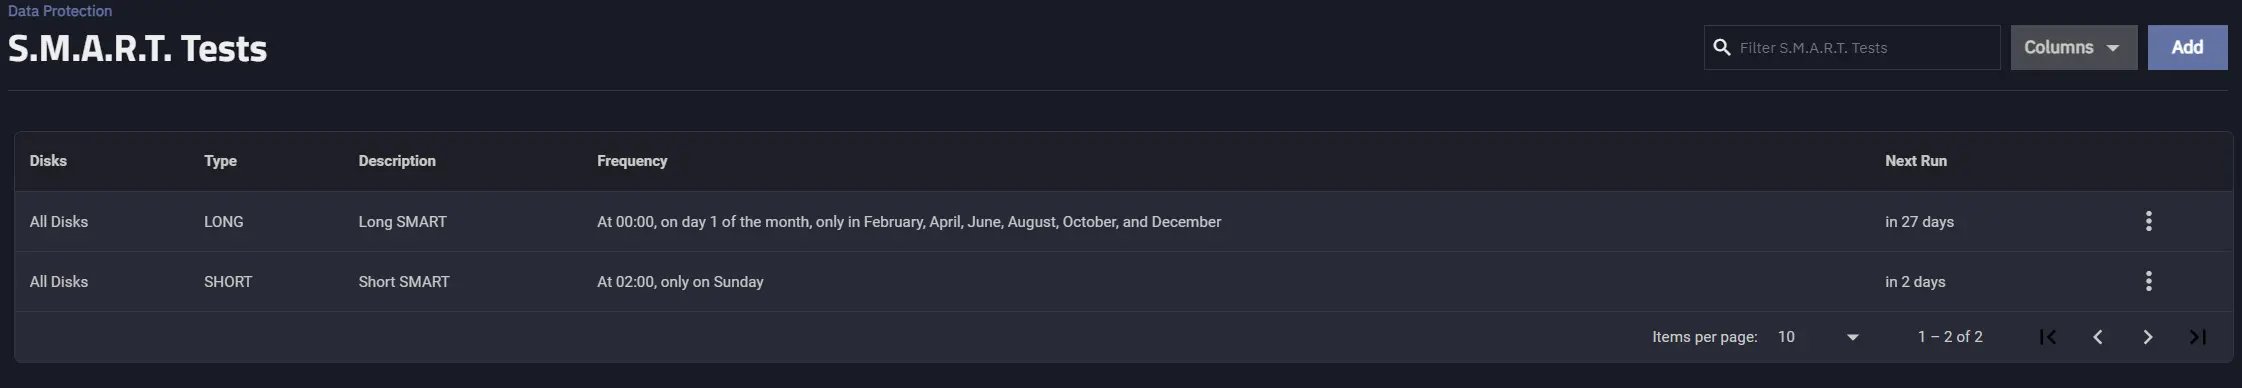 Data Protection
S.M.A.R.T. Tests
Filter S.M.A.R.T. Tests Columns Add
Disks Type Description Frequency Next Run
All Disks LONG Long SMART At 00:00, on day 1 of the month, only in February, April, June, August, October, and December in 27 days
All Disks SHORT Short SMART At 02:00, only on Sunday in 2 days
Items per page: 10 1 – 2 of 2